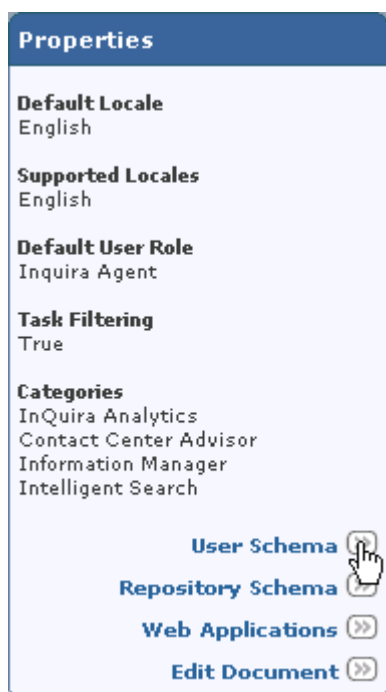 Properties
Default Locale
English
Supported Locales
English
Default User Role
Inquira Agent
Task Filtering
True
Categories
InQuira Analytics
Contact Center Advisor
Information Manager
Intelligent Search
User Schema
Repository Schema
Web Applications
Edit Document